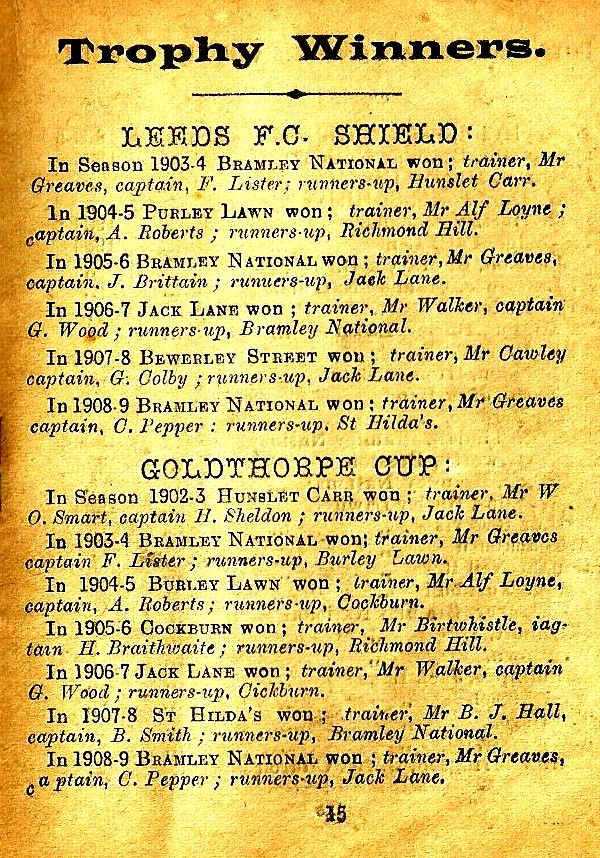 Trophy Winners.
LEEDS F.C. SHIELD:
In Season 1903-4 BRAMLEY NATIONAL won; trainer, Mr
Greaves, captain, F. Lister; runners-up, Hunslet Carr.
In 1904-5 PURLEY LAWN won; trainer, Mr Alf Loyne;
captain, A. Roberts; runners-up, Richmond Hill.
In 1905-6 BRAMLEY NATIONAL won; trainer, Mr Greaves,
captain. J. Brittain; runuers-up, Jack Lane.
In 1906-7 JACK LANE won; trainer, Mr Walker, captain
G. Wood; runners-up, Bramley National.
In 1907-8 BEWERLEY STREET won; trainer, Mr Cawley
captain, G. Colby; runners-up, Jack Lane.
In 1908-9 BRAMLEY NATIONAL won: trainer, Mr Greaves
captain, C. Pepper: runners-up. St Hilda's.
GOLDTHORPE CUP:
In Season 1902-3 HUNSLET CARR won; trainer, Mr W
O. Smart, captain H. Sheldon; runners-up, Jack Lane.
In 1903-4 BRAMLEY NATIONAL won; trainer, Mr Greaves
captain F. Lister; runners-up, Burley Lawn.
In 1904-5 BURLEY LAWN won; trainer, Mr Alf Loyne,
captain, A. Roberts; runners-up, Cockburn.
In 1905-6 COCKBURN won; trainer, Mr Birtwhistle, iag-
tain H. Braithwaite; runners-up, Richmond Hill.
In 1906-7 JACK LANE won; trainer, Mr Walker, captain
G. Wood; runners-up, Cickburn.
In 1907-8 ST HILDA'S won; trainer, Mr B. J. Hall,
captain, B. Smith; runners-up, Bramley National.
In 1908-9 BRAMLEY NATIONAL won; trainer, Mr Greaves,
captain, C. Pepper; runners-up, Jack Lane.
15